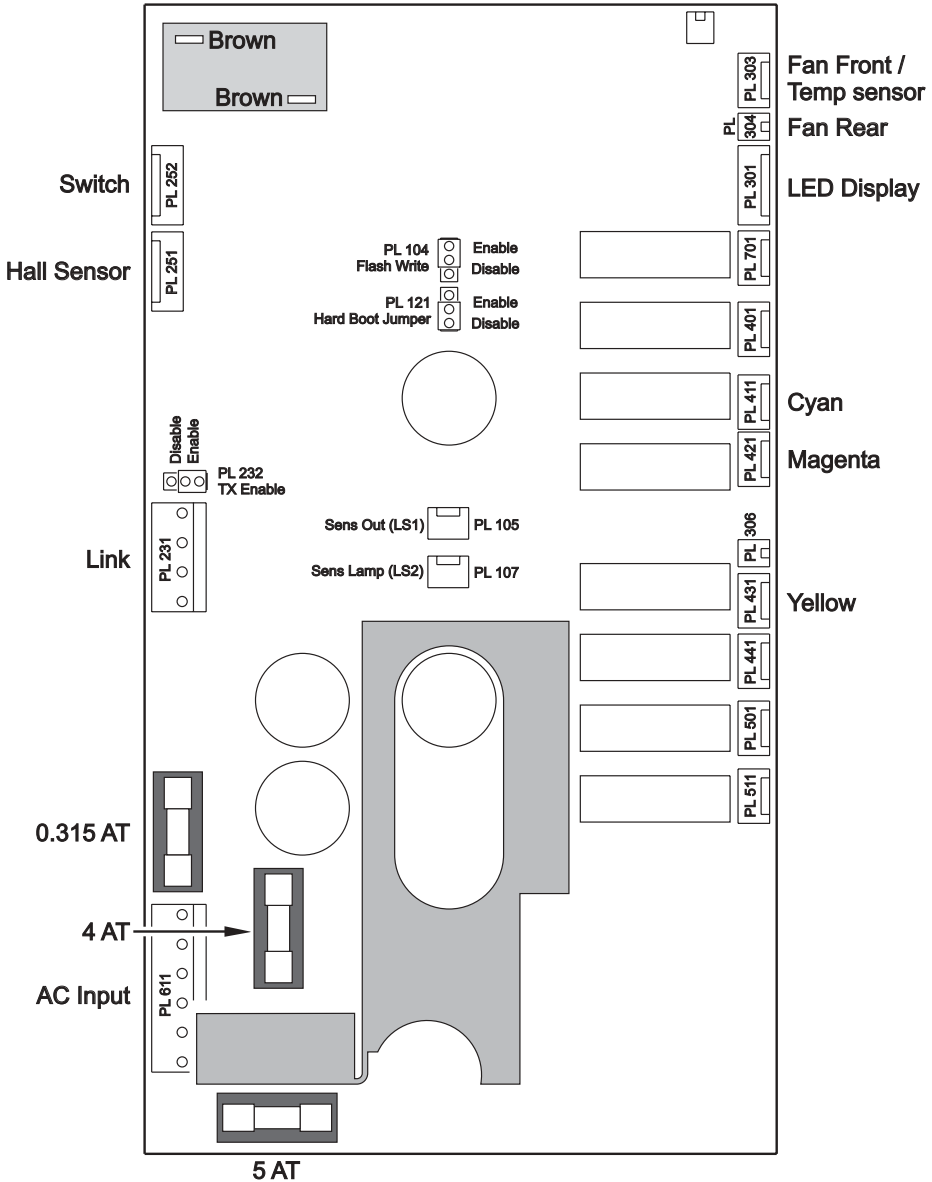 Brown
Brown
PL 303
Fan Front /
Temp sensor
PL
304
Fan Rear
PL 301
LED Display
Switch
PL 252
Hall Sensor
PL 251
PL 104
Flash Write
Enable
Disable
PL 121
Hard Boot Jumper
Enable
Disable
PL 701
PL 401
PL 411
Cyan
PL 421
Magenta
Disable
Enable
PL 232
TX Enable
Sens Out (LS1)
PL 105
Sens Lamp (LS2)
PL 107
Link
PL 231
PL 306
PL 431
Yellow
PL 441
PL 501
PL 511
0.315 AT
4 AT
AC Input
PL 611
5 AT